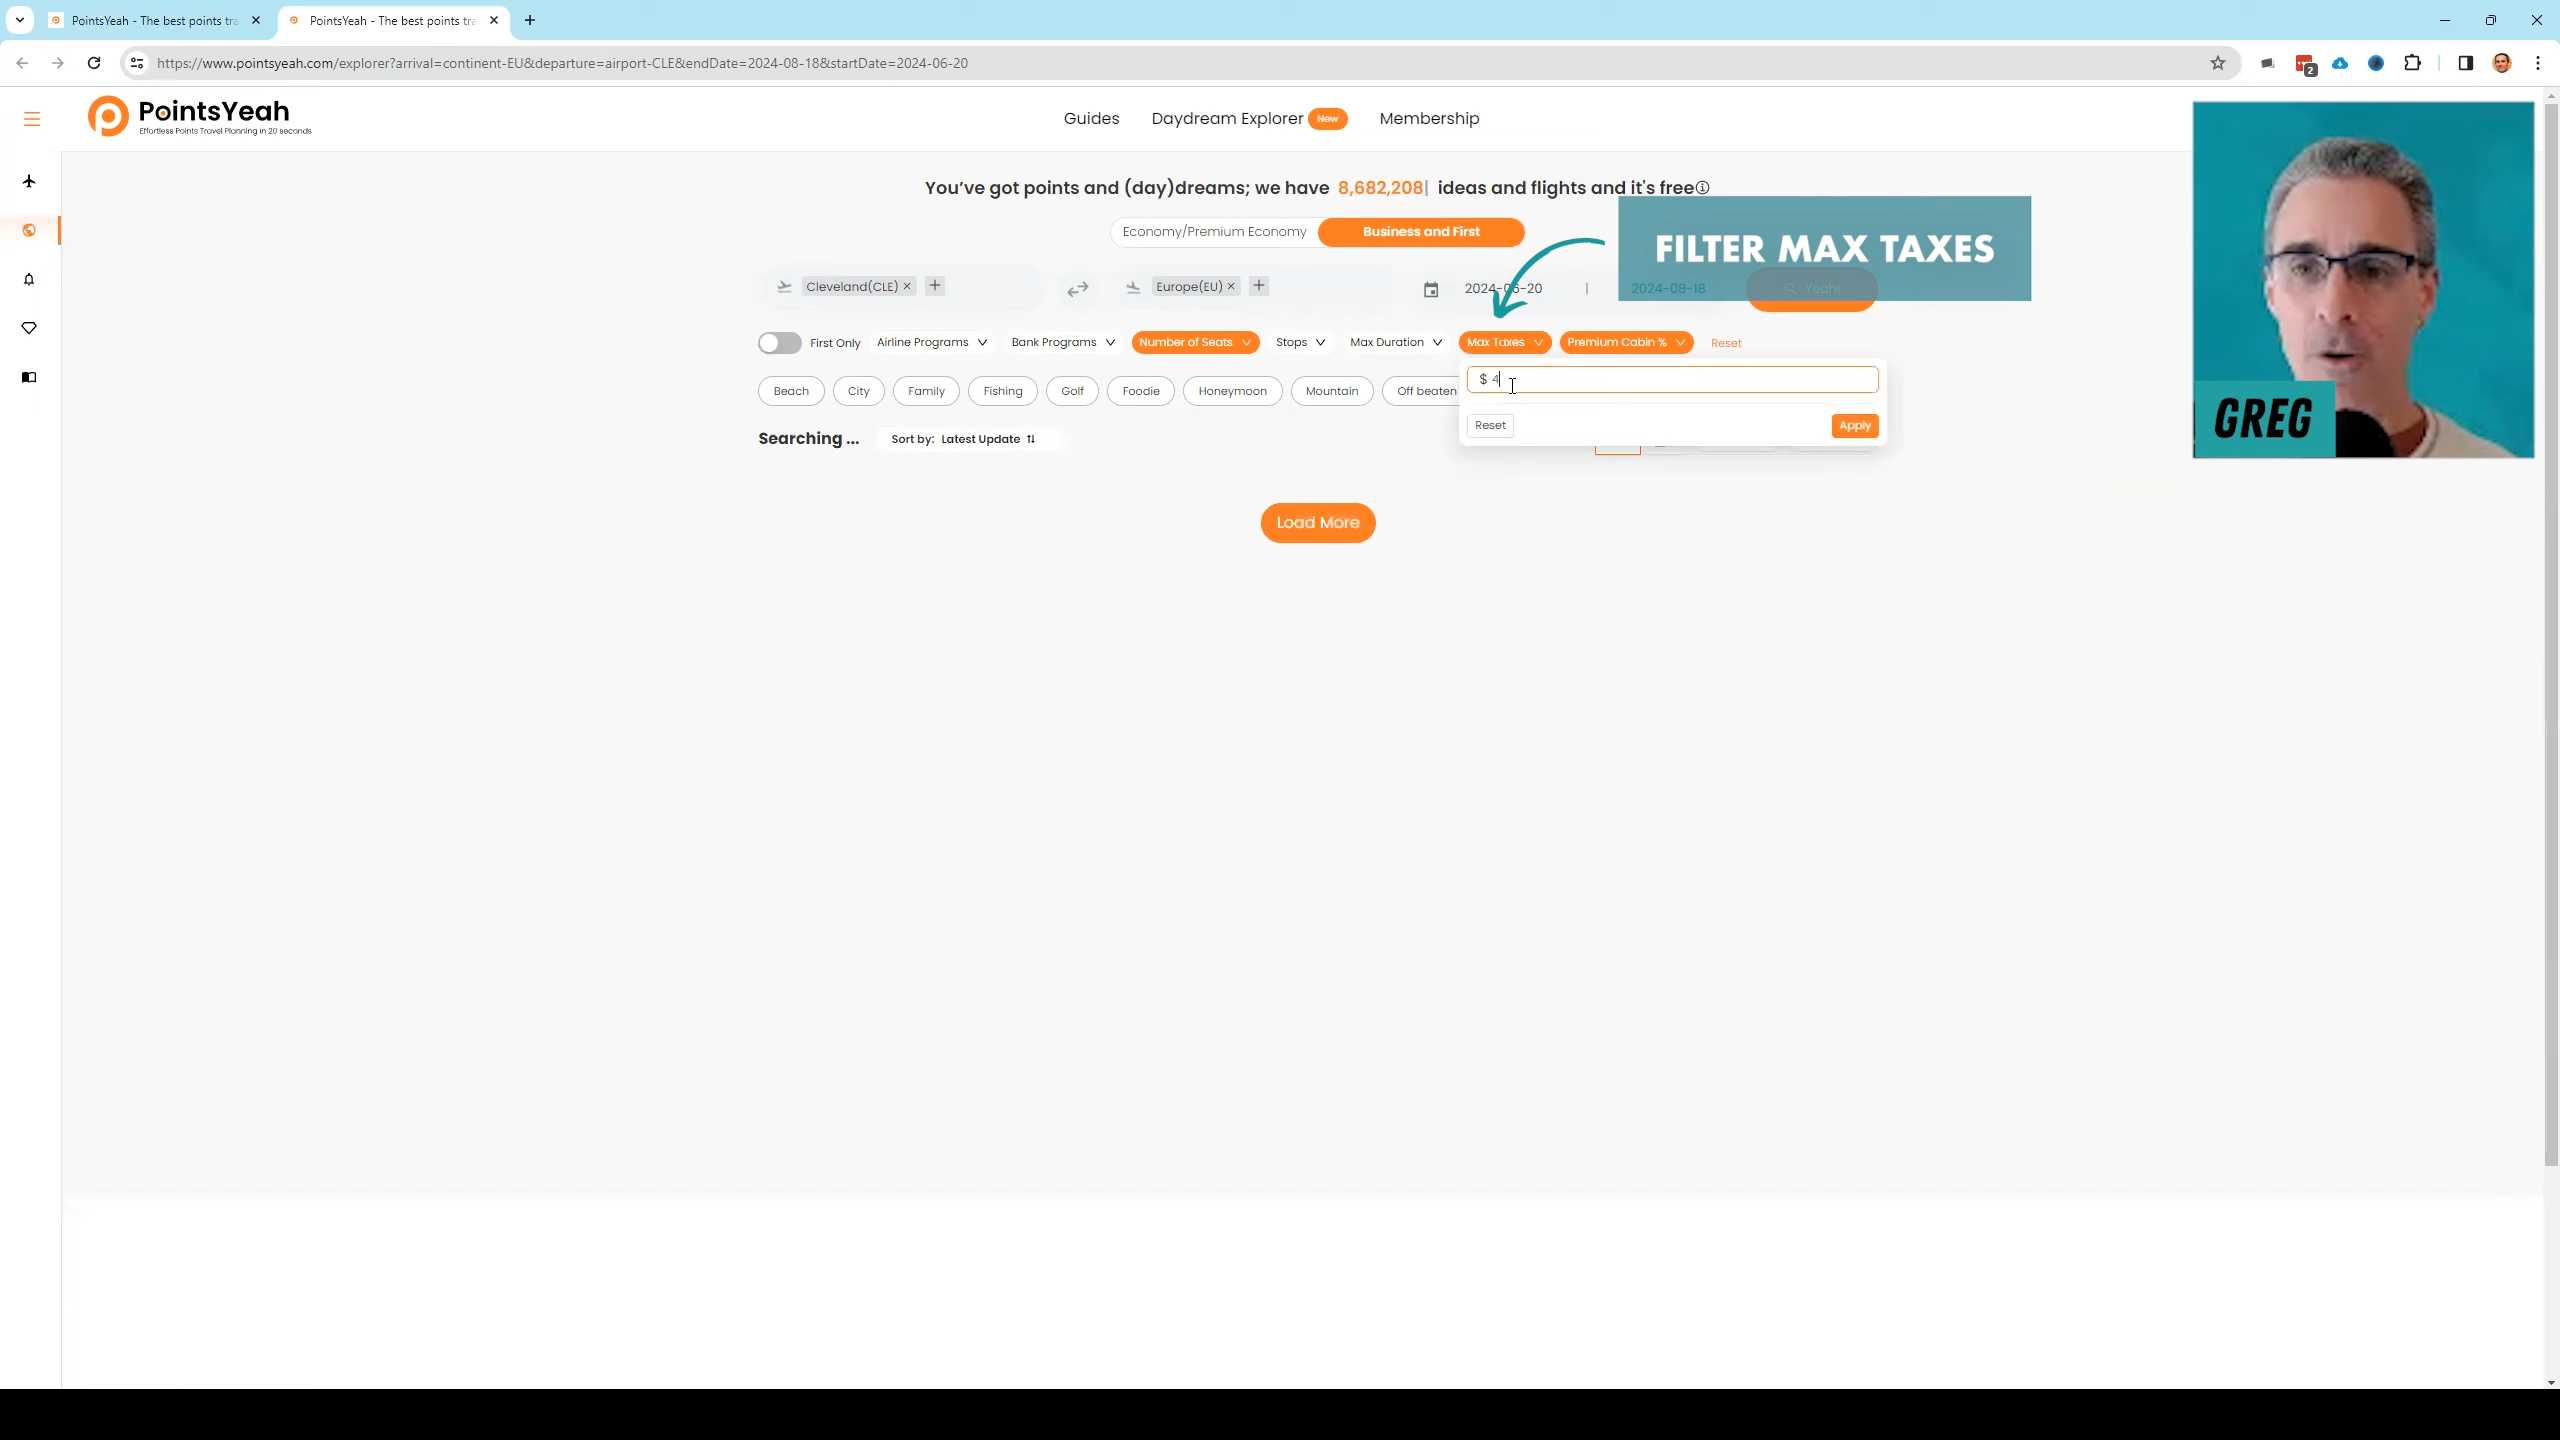 PointsYeah - The best points tra
PointsYeah - The best points tra
https://www.pointsyeah.com/explorer?arrival=continent-EU&departure=airport-CLE&endDate=2024-08-18&startDate=2024-06-20
2
PointsYeah
Effortless Points Travel Planning in 20 seconds
Guides
Daydream Explorer New
Membership
You've got points and (day)dreams; we have 8,682,208| ideas and flights and it's free
Economy/Premium Economy
Business and First
FILTER MAX TAXES
Cleveland(CLE) × +
Europe(EU) × +
2024-06-20 | 2024-08-18
Yeah!
First Only
Airline Programs
Bank Programs
Number of Seats
Stops
Max Duration
Max Taxes
Premium Cabin %
Reset
$ 4
Beach
City
Family
Fishing
Golf
Foodie
Honeymoon
Mountain
Off beaten
Reset
Apply
Searching ...
Sort by: Latest Update
Load More
GREG